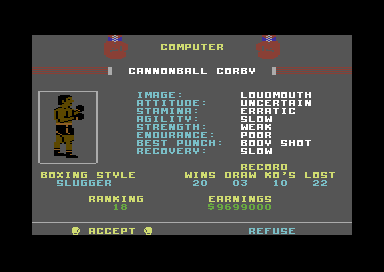 COMPUTER
CANNONBALL CORBY
IMAGE: LOUDMOUTH
ATTITUDE: UNCERTAIN
STAMINA: ERRATIC
AGILITY: SLOW
STRENGTH: WEAK
ENDURANCE: POOR
BEST PUNCH: BODY SHOT
RECOVERY: SLOW
RECORD
BOXING STYLE WINS DRAW KO'S LOST
SLUGGER 20 03 10 22
RANKING EARNINGS
18 $9699000
ACCEPT REFUSE